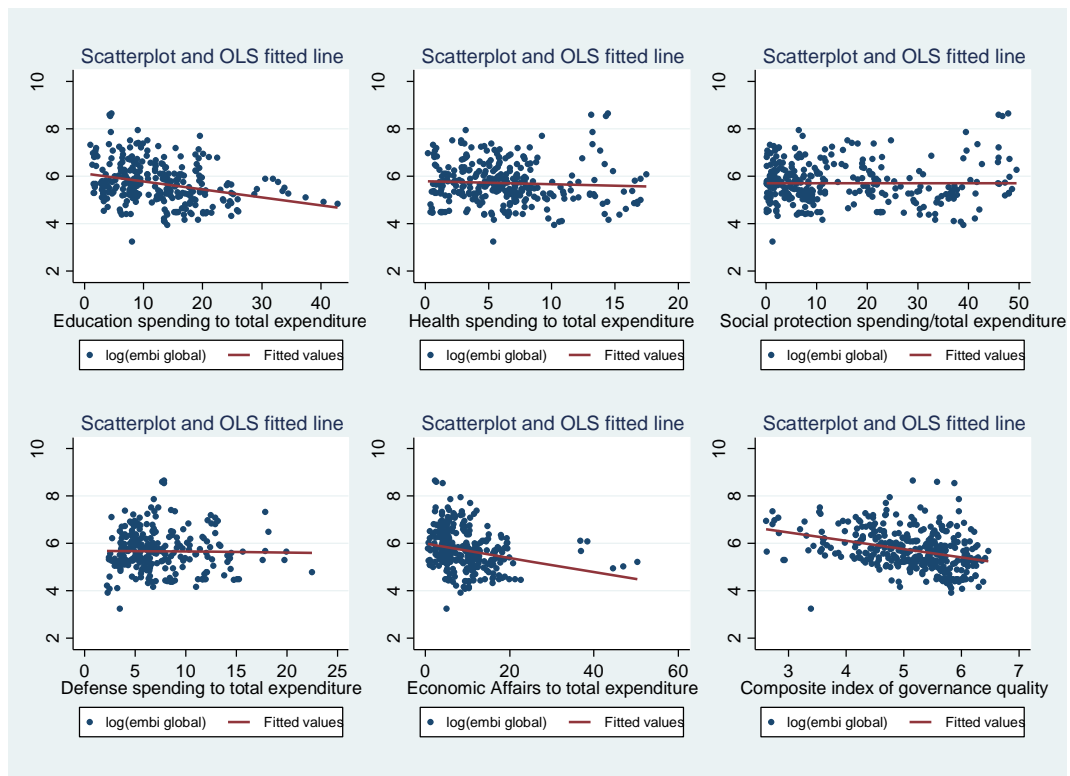 Scatterplot and OLS fitted line
10
8
6
4
2
0 10 20 30 40
Education spending to total expenditure
log(embi global) Fitted values
Scatterplot and OLS fitted line
10
8
6
4
2
0 5 10 15 20
Health spending to total expenditure
log(embi global) Fitted values
Scatterplot and OLS fitted line
10
8
6
4
2
0 10 20 30 40 50
Social protection spending/total expenditure
log(embi global) Fitted values
Scatterplot and OLS fitted line
10
8
6
4
2
0 5 10 15 20 25
Defense spending to total expenditure
log(embi global) Fitted values
Scatterplot and OLS fitted line
10
8
6
4
2
0 20 40 60
Economic Affairs to total expenditure
log(embi global) Fitted values
Scatterplot and OLS fitted line
10
8
6
4
2
3 4 5 6 7
Composite index of governance quality
log(embi global) Fitted values